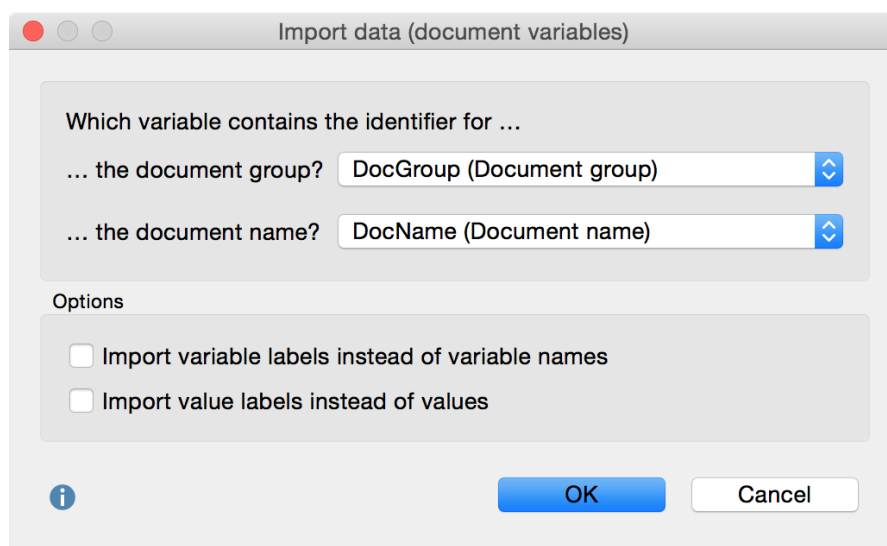 Import data (document variables)
Which variable contains the identifier for …
… the document group? DocGroup (Document group)
… the document name? DocName (Document name)
Options
Import variable labels instead of variable names
Import value labels instead of values
i OK Cancel